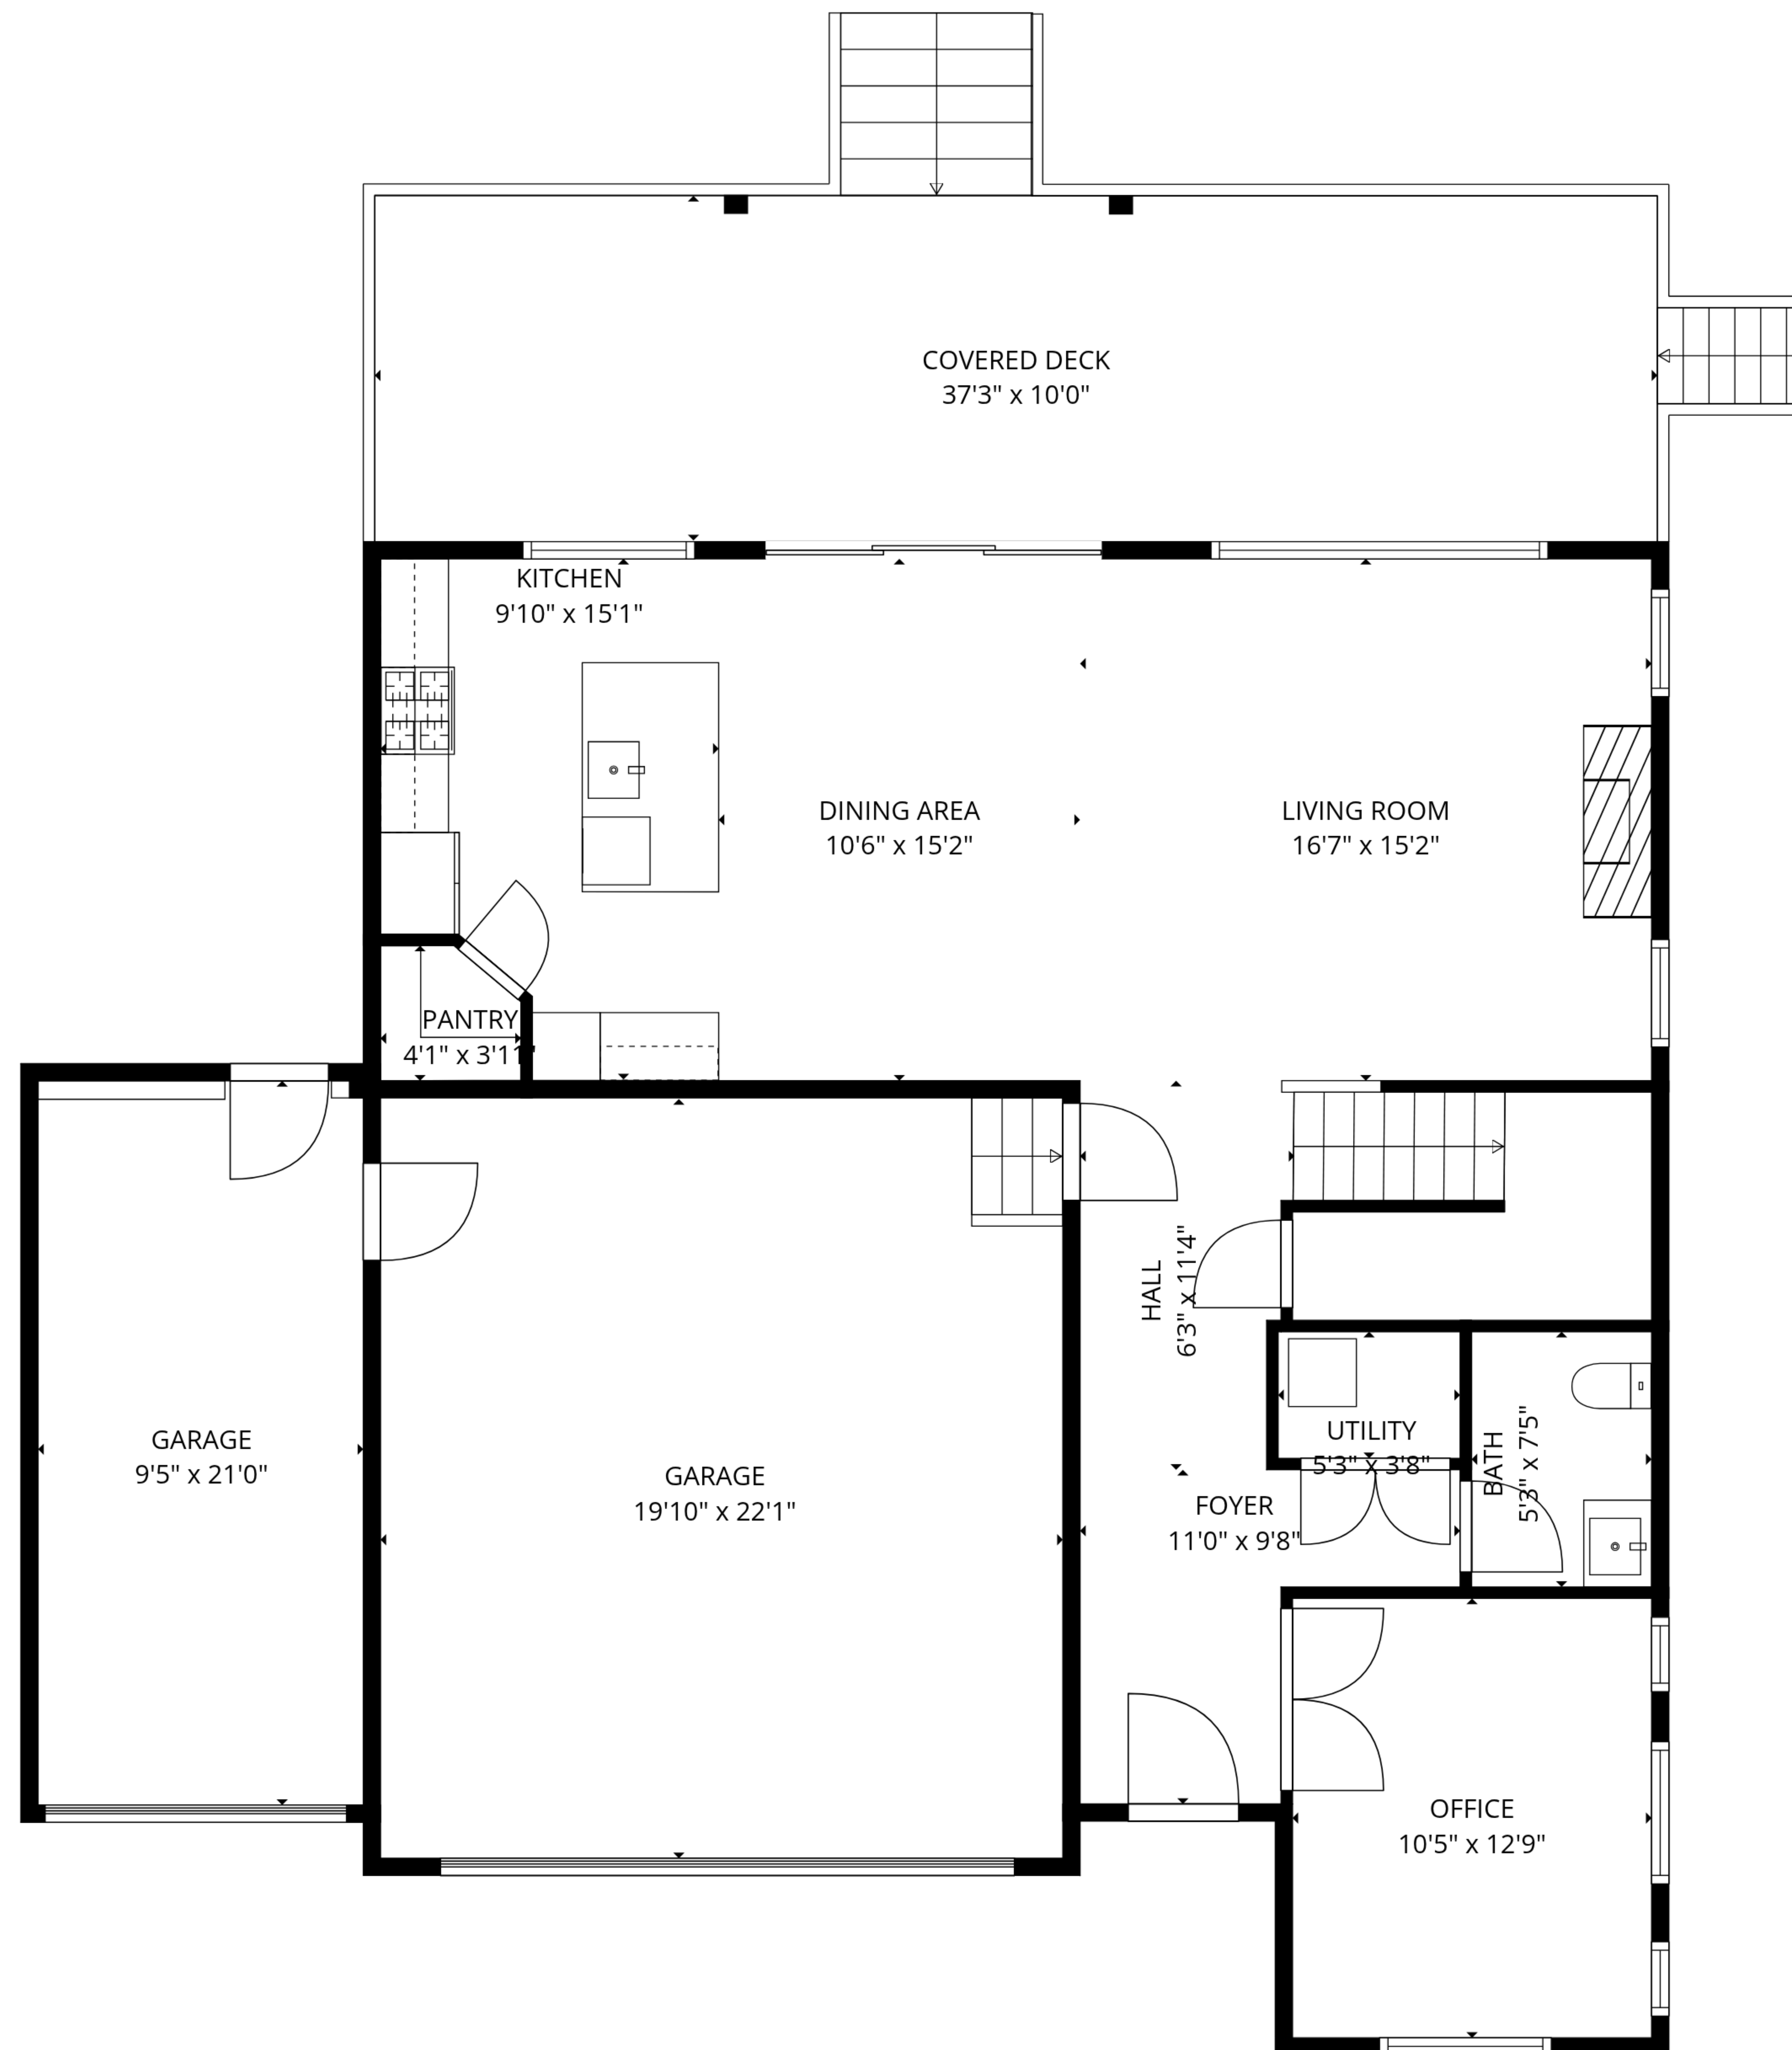 COVERED DECK
37'3" x 10'0"
KITCHEN
9'10" x 15'1"
DINING AREA
10'6" x 15'2"
LIVING ROOM
16'7" x 15'2"
PANTRY
4'1" x 3'11"
HALL
6'3" x 11'4"
GARAGE
9'5" x 21'0"
GARAGE
19'10" x 22'1"
UTILITY
5'3" x 3'8"
BATH
5'3" x 7'5"
FOYER
11'0" x 9'8"
OFFICE
10'5" x 12'9"